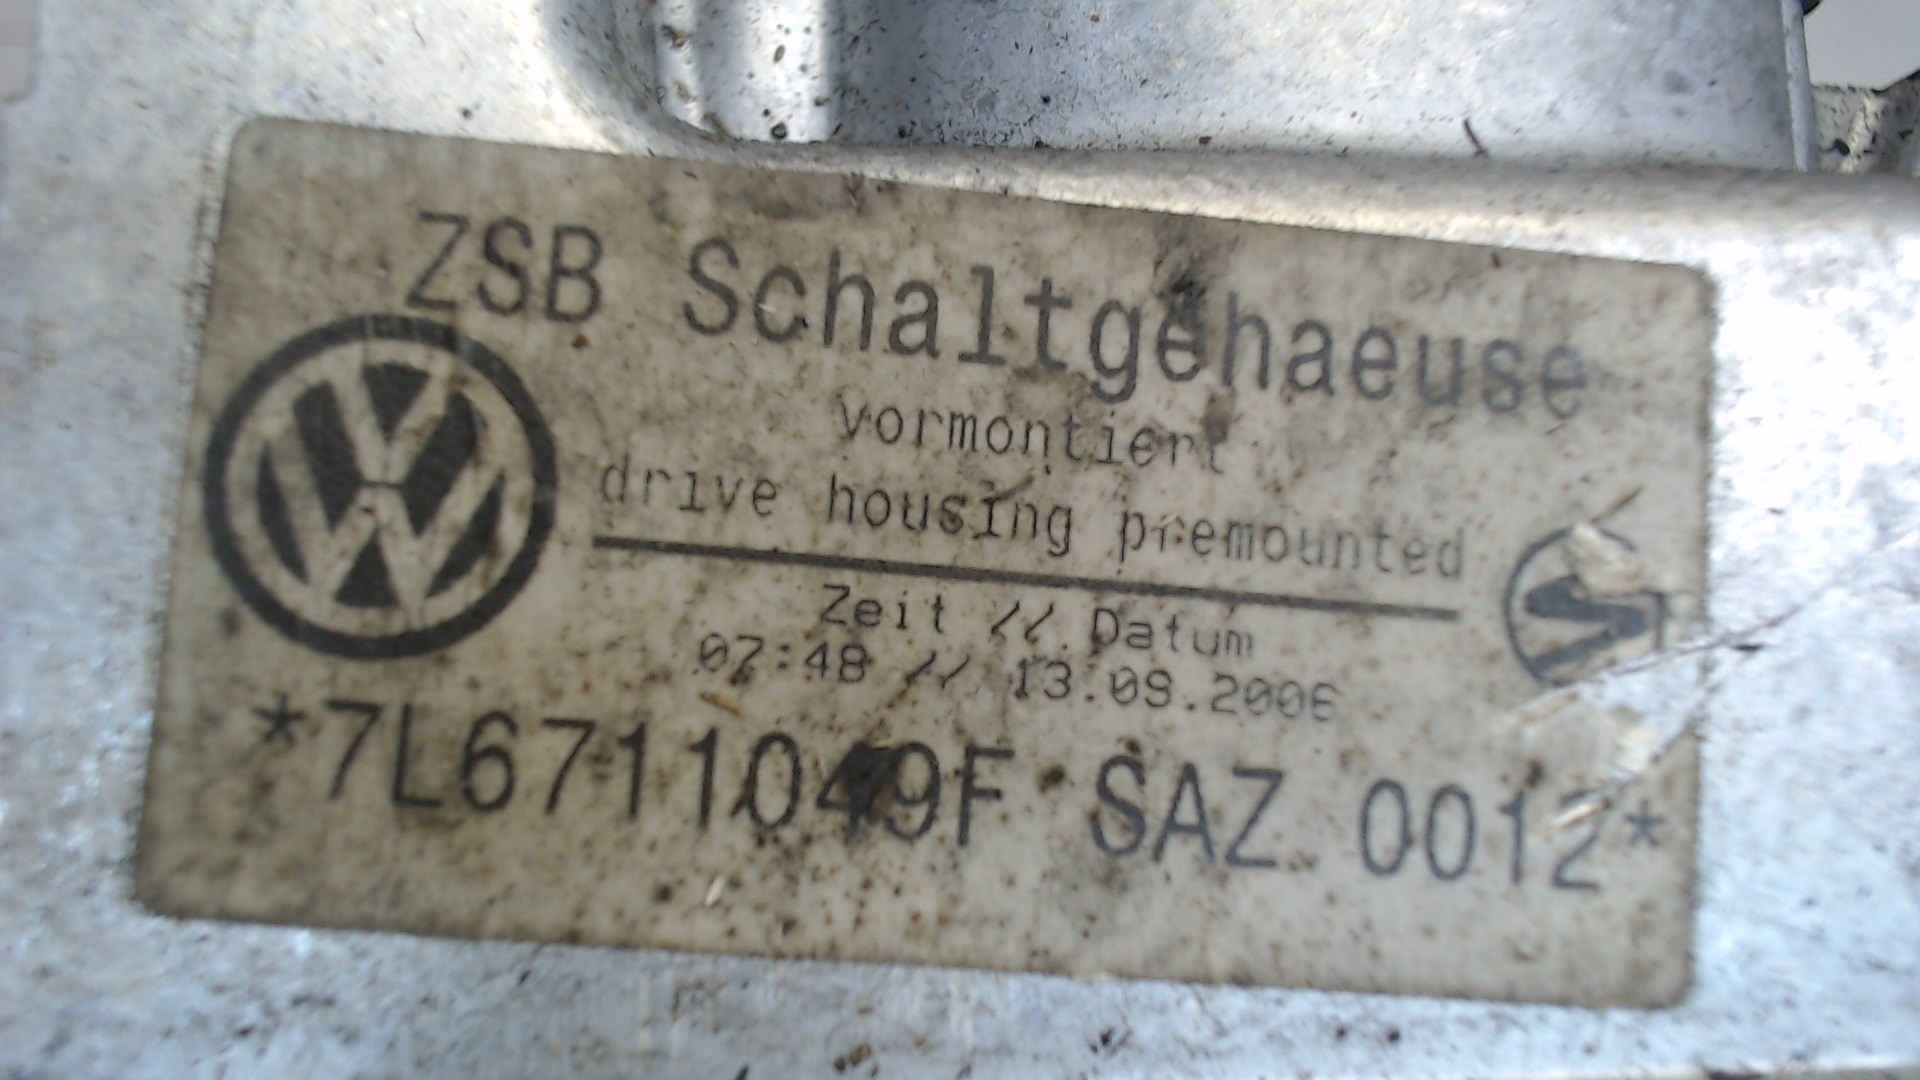 ZSB Schaltgehaeuse
vormontiert
drive housing premounted
Zeit // Datum
07:48 // 13.09.2006
*7L6711049F SAZ 0012*